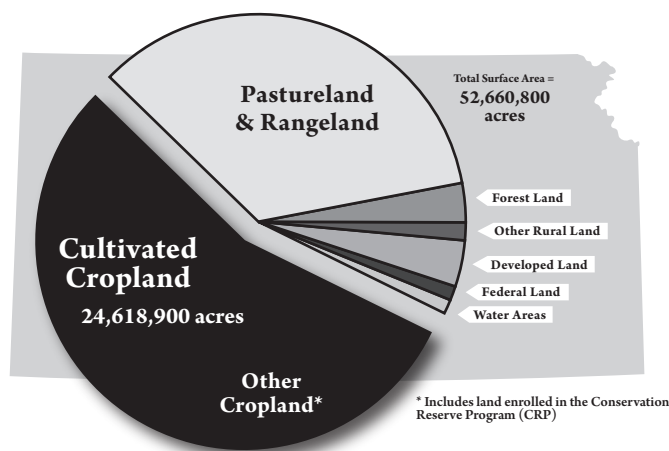 Pastureland
& Rangeland
Total Surface Area =
52,660,800
acres
Forest Land
Other Rural Land
Developed Land
Federal Land
Water Areas
Cultivated
Cropland
24,618,900 acres
Other
Cropland*
* Includes land enrolled in the Conservation
Reserve Program (CRP)